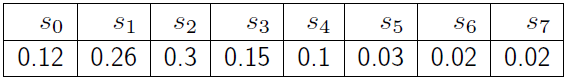 s₀ s₁ s₂ s₃ s₄ s₅ s₆ s₇
0.12 0.26 0.3 0.15 0.1 0.03 0.02 0.02